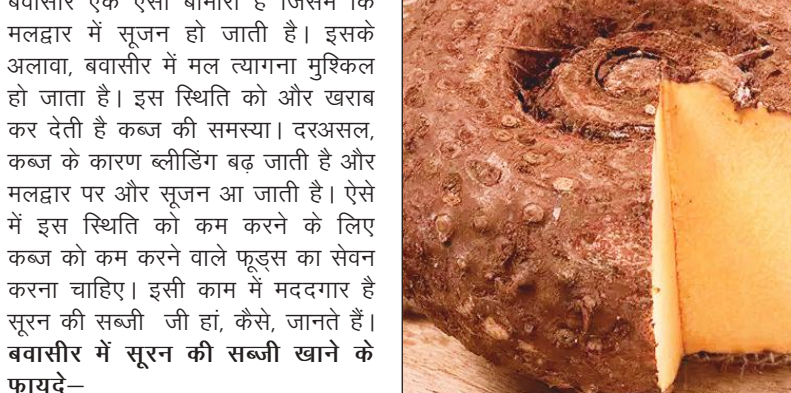 बवासीर एक ऐसी बीमारी है जिसमें कि
मलद्वार में सूजन हो जाती है। इसके
अलावा, बवासीर में मल त्यागना मुश्किल
हो जाता है। इस स्थिति को और खराब
कर देती है कब्ज की समस्या। दरअसल,
कब्ज के कारण ब्लीडिंग बढ़ जाती है और
मलद्वार पर और सूजन आ जाती है। ऐसे
में इस स्थिति को कम करने के लिए
कब्ज को कम करने वाले फूड्स का सेवन
करना चाहिए। इसी काम में मददगार है
सूरन की सब्जी जी हां, कैसे, जानते हैं।
बवासीर में सूरन की सब्जी खाने के
फायदे–